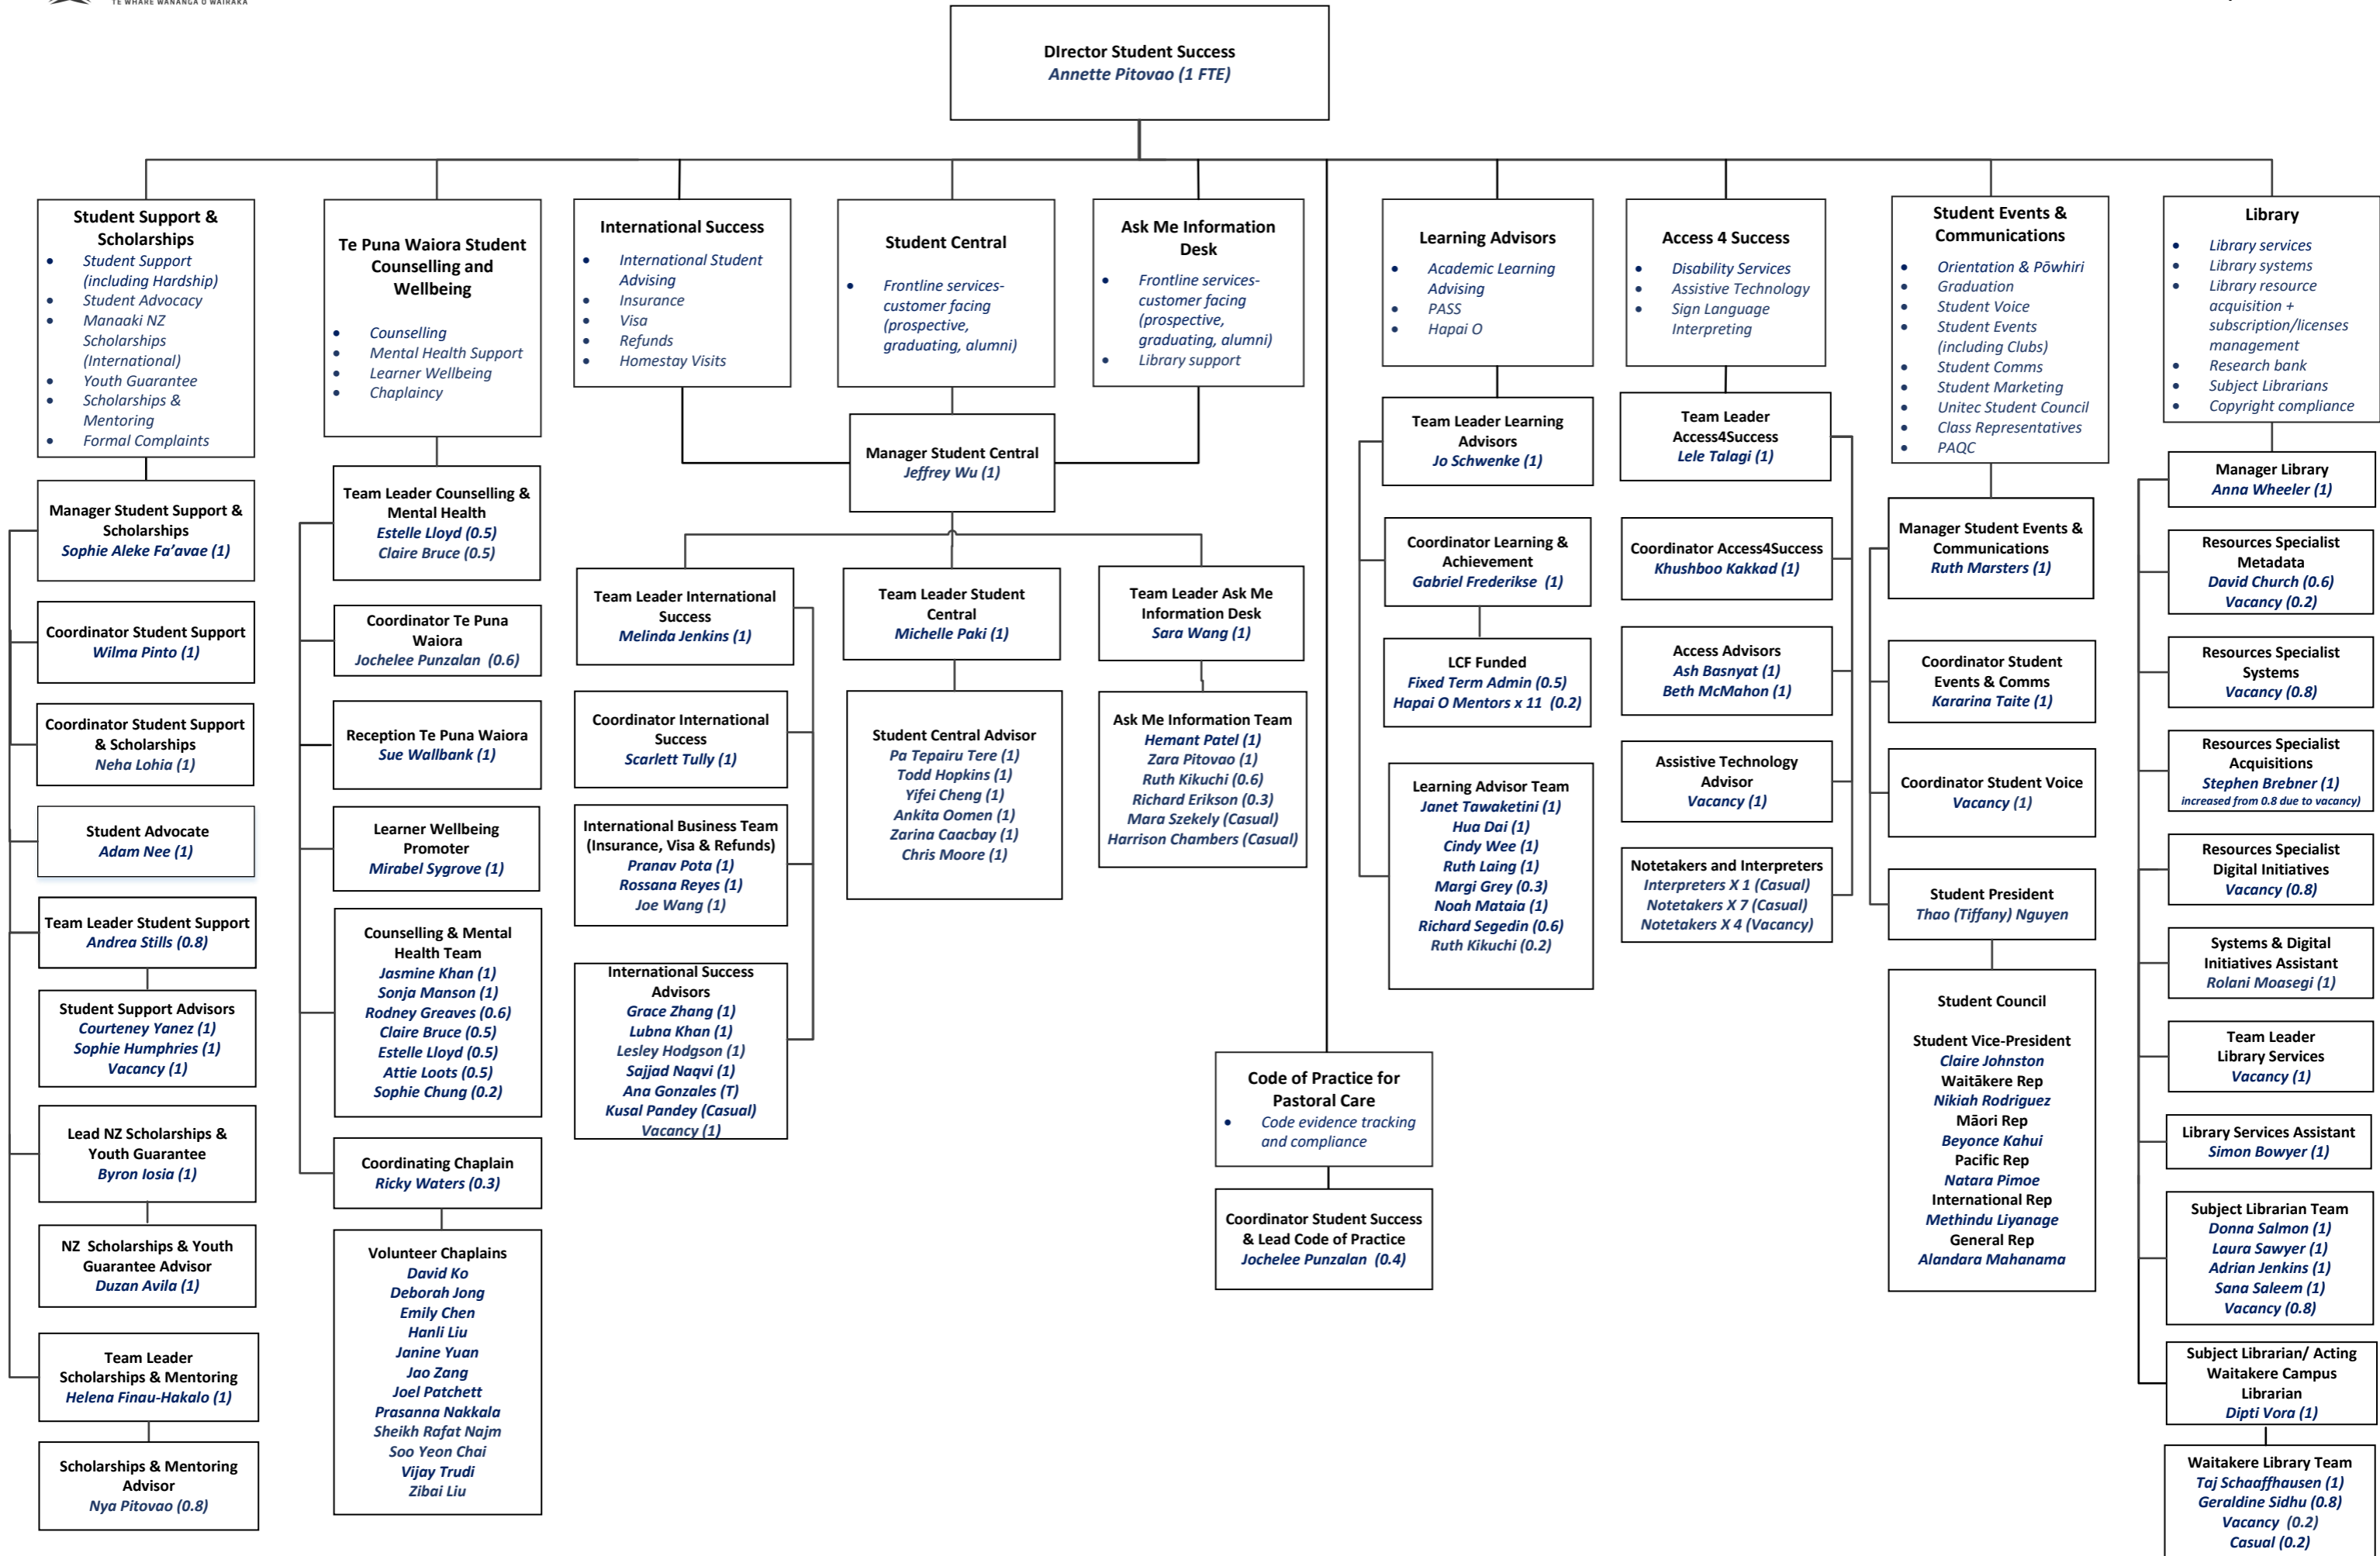 TE WHARE WĀNANGA O WAIRAKA
DIrector Student Success
Annette Pitovao (1 FTE)
Student Support &
Scholarships
• Student Support
(including Hardship)
• Student Advocacy
• Manaaki NZ
Scholarships
(International)
• Youth Guarantee
• Scholarships &
Mentoring
• Formal Complaints
Manager Student Support &
Scholarships
Sophie Aleke Fa’avae (1)
Coordinator Student Support
Wilma Pinto (1)
Coordinator Student Support
& Scholarships
Neha Lohia (1)
Student Advocate
Adam Nee (1)
Team Leader Student Support
Andrea Stills (0.8)
Student Support Advisors
Courteney Yanez (1)
Sophie Humphries (1)
Vacancy (1)
Lead NZ Scholarships &
Youth Guarantee
Byron Iosia (1)
NZ Scholarships & Youth
Guarantee Advisor
Duzan Avila (1)
Team Leader
Scholarships & Mentoring
Helena Finau-Hakalo (1)
Scholarships & Mentoring
Advisor
Nya Pitovao (0.8)
Te Puna Waiora Student
Counselling and
Wellbeing
• Counselling
• Mental Health Support
• Learner Wellbeing
• Chaplaincy
Team Leader Counselling &
Mental Health
Estelle Lloyd (0.5)
Claire Bruce (0.5)
Coordinator Te Puna
Waiora
Jochelee Punzalan (0.6)
Reception Te Puna Waiora
Sue Wallbank (1)
Learner Wellbeing
Promoter
Mirabel Sygrove (1)
Counselling & Mental
Health Team
Jasmine Khan (1)
Sonja Manson (1)
Rodney Greaves (0.6)
Claire Bruce (0.5)
Estelle Lloyd (0.5)
Attie Loots (0.5)
Sophie Chung (0.2)
Coordinating Chaplain
Ricky Waters (0.3)
Volunteer Chaplains
David Ko
Deborah Jong
Emily Chen
Hanli Liu
Janine Yuan
Jao Zang
Joel Patchett
Prasanna Nakkala
Sheikh Rafat Najm
Soo Yeon Chai
Vijay Trudi
Zibai Liu
International Success
• International Student
Advising
• Insurance
• Visa
• Refunds
• Homestay Visits
Student Central
• Frontline services-
customer facing
(prospective,
graduating, alumni)
Ask Me Information
Desk
• Frontline services-
customer facing
(prospective,
graduating, alumni)
• Library support
Manager Student Central
Jeffrey Wu (1)
Team Leader International
Success
Melinda Jenkins (1)
Coordinator International
Success
Scarlett Tully (1)
International Business Team
(Insurance, Visa & Refunds)
Pranav Pota (1)
Rossana Reyes (1)
Joe Wang (1)
International Success
Advisors
Grace Zhang (1)
Lubna Khan (1)
Lesley Hodgson (1)
Sajjad Naqvi (1)
Ana Gonzales (T)
Kusal Pandey (Casual)
Vacancy (1)
Team Leader Student
Central
Michelle Paki (1)
Student Central Advisor
Pa Tepairu Tere (1)
Todd Hopkins (1)
Yifei Cheng (1)
Ankita Oomen (1)
Zarina Caacbay (1)
Chris Moore (1)
Team Leader Ask Me
Information Desk
Sara Wang (1)
Ask Me Information Team
Hemant Patel (1)
Zara Pitovao (1)
Ruth Kikuchi (0.6)
Richard Erikson (0.3)
Mara Szekely (Casual)
Harrison Chambers (Casual)
Code of Practice for
Pastoral Care
• Code evidence tracking
and compliance
Coordinator Student Success
& Lead Code of Practice
Jochelee Punzalan (0.4)
Learning Advisors
• Academic Learning
Advising
• PASS
• Hapai O
Team Leader Learning
Advisors
Jo Schwenke (1)
Coordinator Learning &
Achievement
Gabriel Frederikse (1)
LCF Funded
Fixed Term Admin (0.5)
Hapai O Mentors x 11 (0.2)
Learning Advisor Team
Janet Tawaketini (1)
Hua Dai (1)
Cindy Wee (1)
Ruth Laing (1)
Margi Grey (0.3)
Noah Mataia (1)
Richard Segedin (0.6)
Ruth Kikuchi (0.2)
Access 4 Success
• Disability Services
• Assistive Technology
• Sign Language
Interpreting
Team Leader
Access4Success
Lele Talagi (1)
Coordinator Access4Success
Khushboo Kakkad (1)
Access Advisors
Ash Basnyat (1)
Beth McMahon (1)
Assistive Technology
Advisor
Vacancy (1)
Notetakers and Interpreters
Interpreters X 1 (Casual)
Notetakers X 7 (Casual)
Notetakers X 4 (Vacancy)
Student Events &
Communications
• Orientation & Pōwhiri
• Graduation
• Student Voice
• Student Events
(including Clubs)
• Student Comms
• Student Marketing
• Unitec Student Council
• Class Representatives
• PAQC
Manager Student Events &
Communications
Ruth Marsters (1)
Coordinator Student
Events & Comms
Kararina Taite (1)
Coordinator Student Voice
Vacancy (1)
Student President
Thao (Tiffany) Nguyen
Student Council
Student Vice-President
Claire Johnston
Waitākere Rep
Nikiah Rodriguez
Māori Rep
Beyonce Kahui
Pacific Rep
Natara Pimoe
International Rep
Methindu Liyanage
General Rep
Alandara Mahanama
Library
• Library services
• Library systems
• Library resource
acquisition +
subscription/licenses
management
• Research bank
• Subject Librarians
• Copyright compliance
Manager Library
Anna Wheeler (1)
Resources Specialist
Metadata
David Church (0.6)
Vacancy (0.2)
Resources Specialist
Systems
Vacancy (0.8)
Resources Specialist
Acquisitions
Stephen Brebner (1)
increased from 0.8 due to vacancy)
Resources Specialist
Digital Initiatives
Vacancy (0.8)
Systems & Digital
Initiatives Assistant
Rolani Moasegi (1)
Team Leader
Library Services
Vacancy (1)
Library Services Assistant
Simon Bowyer (1)
Subject Librarian Team
Donna Salmon (1)
Laura Sawyer (1)
Adrian Jenkins (1)
Sana Saleem (1)
Vacancy (0.8)
Subject Librarian/ Acting
Waitakere Campus
Librarian
Dipti Vora (1)
Waitakere Library Team
Taj Schaaffhausen (1)
Geraldine Sidhu (0.8)
Vacancy (0.2)
Casual (0.2)